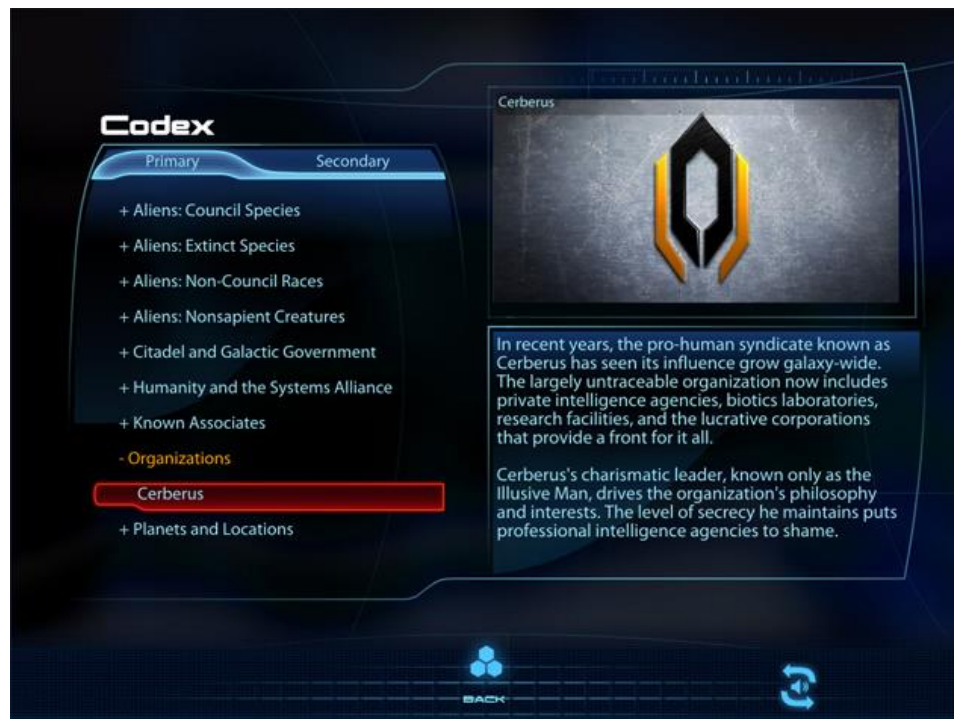 Codex
Primary
Secondary
+ Aliens: Council Species
+ Aliens: Extinct Species
+ Aliens: Non-Council Races
+ Aliens: Nonsapient Creatures
+ Citadel and Galactic Government
+ Humanity and the Systems Alliance
+ Known Associates
- Organizations
Cerberus
+ Planets and Locations
Cerberus
In recent years, the pro-human syndicate known as
Cerberus has seen its influence grow galaxy-wide.
The largely untraceable organization now includes
private intelligence agencies, biotics laboratories,
research facilities, and the lucrative corporations
that provide a front for it all.
Cerberus's charismatic leader, known only as the
Illusive Man, drives the organization's philosophy
and interests. The level of secrecy he maintains puts
professional intelligence agencies to shame.
BACK